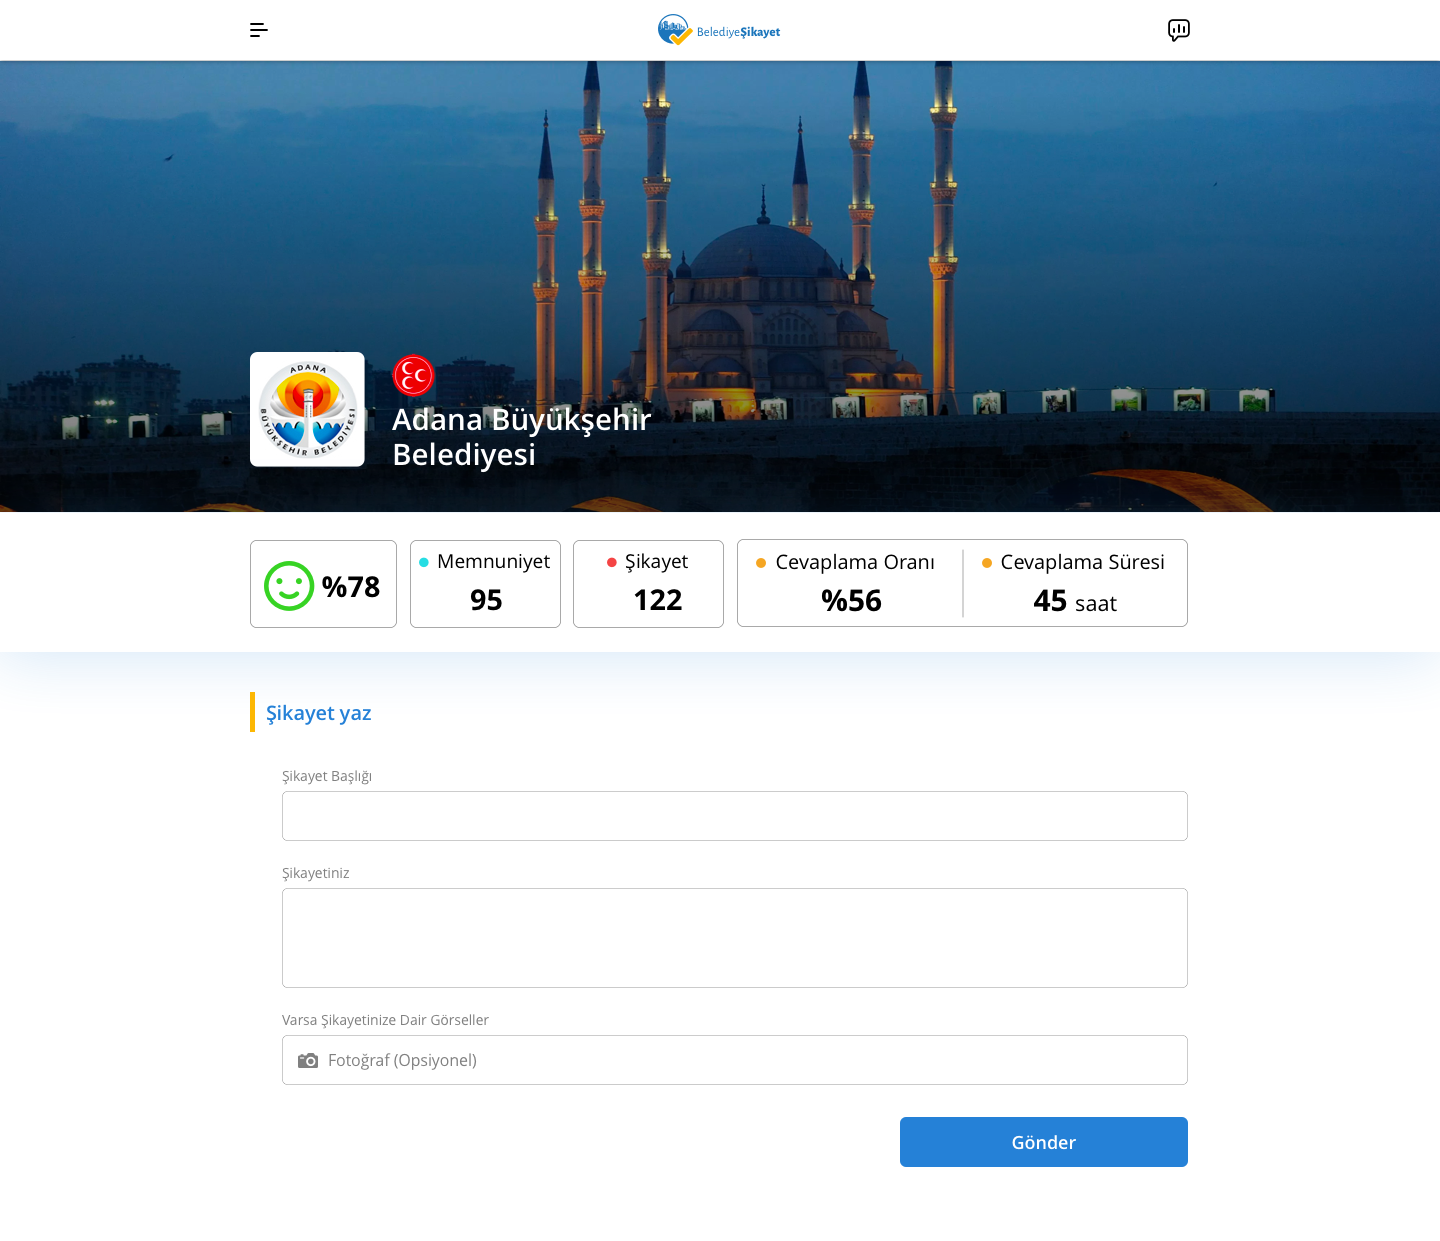 BelediyeŞikayet
ADANA
BÜYÜKŞEHİR BELEDİYESİ
Adana Büyükşehir
Belediyesi
%78
Memnuniyet
95
Şikayet
122
Cevaplama Oranı
%56
Cevaplama Süresi
45 saat
Şikayet yaz
Şikayet Başlığı
Şikayetiniz
Varsa Şikayetinize Dair Görseller
Fotoğraf (Opsiyonel)
Gönder